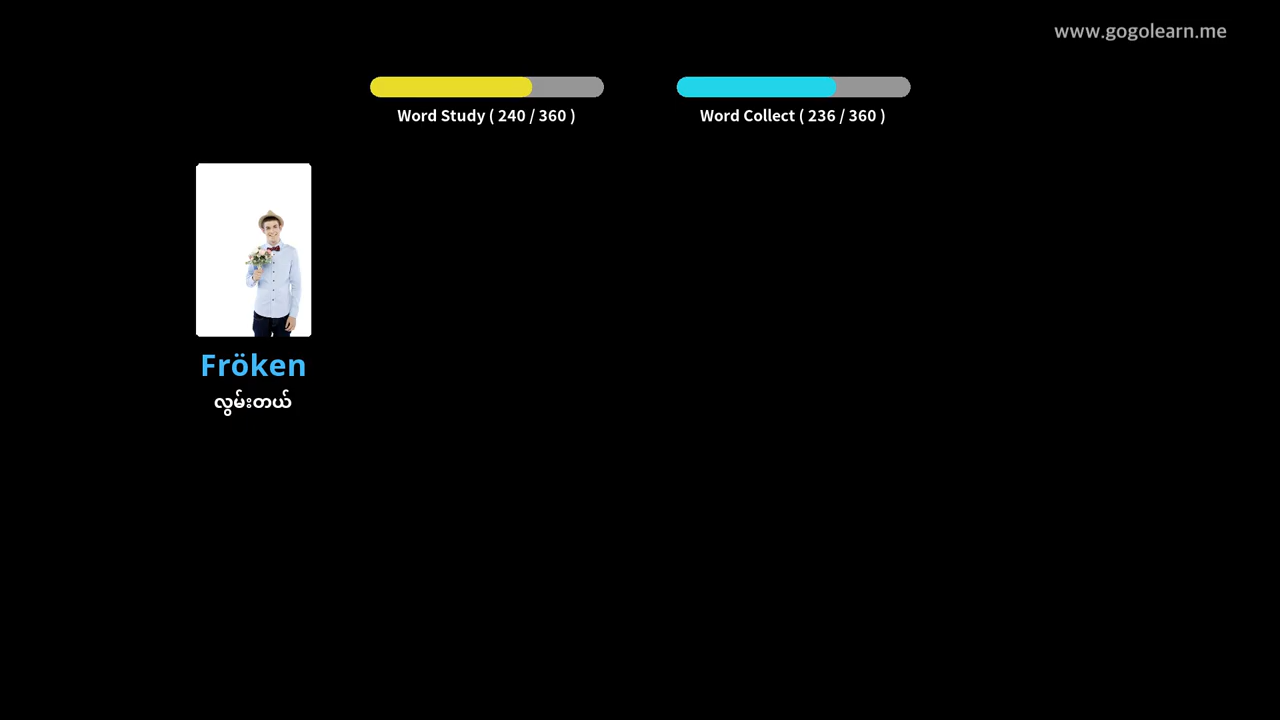 www.gogolearn.me
Word Study ( 240 / 360 )
Word Collect ( 236 / 360 )
Fröken
လွမ်းတယ်